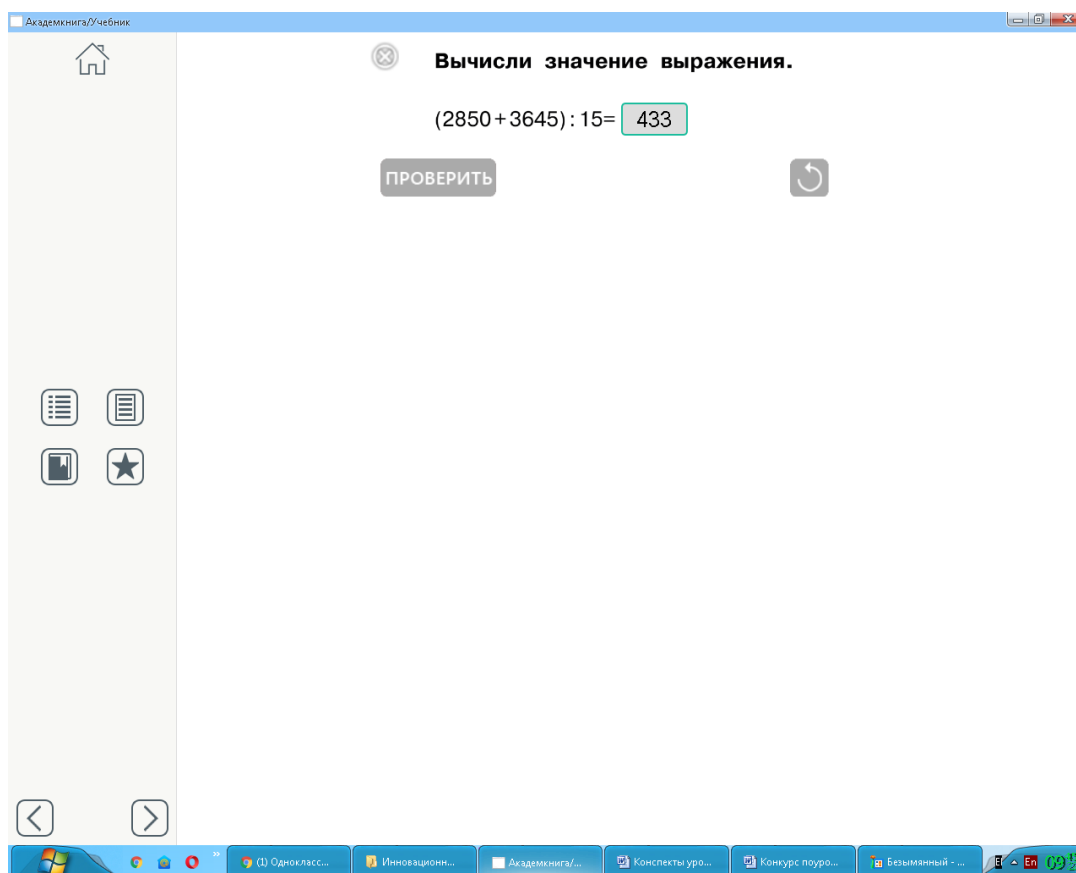 Академкнига/Учебник
Вычисли значение выражения.
(2850+3645):15= 433
ПРОВЕРИТЬ
(1) Одноклас...
Инновационн...
Академкнига/...
Конспекты уро...
Конкурс поуро...
Безымянный - ...
En